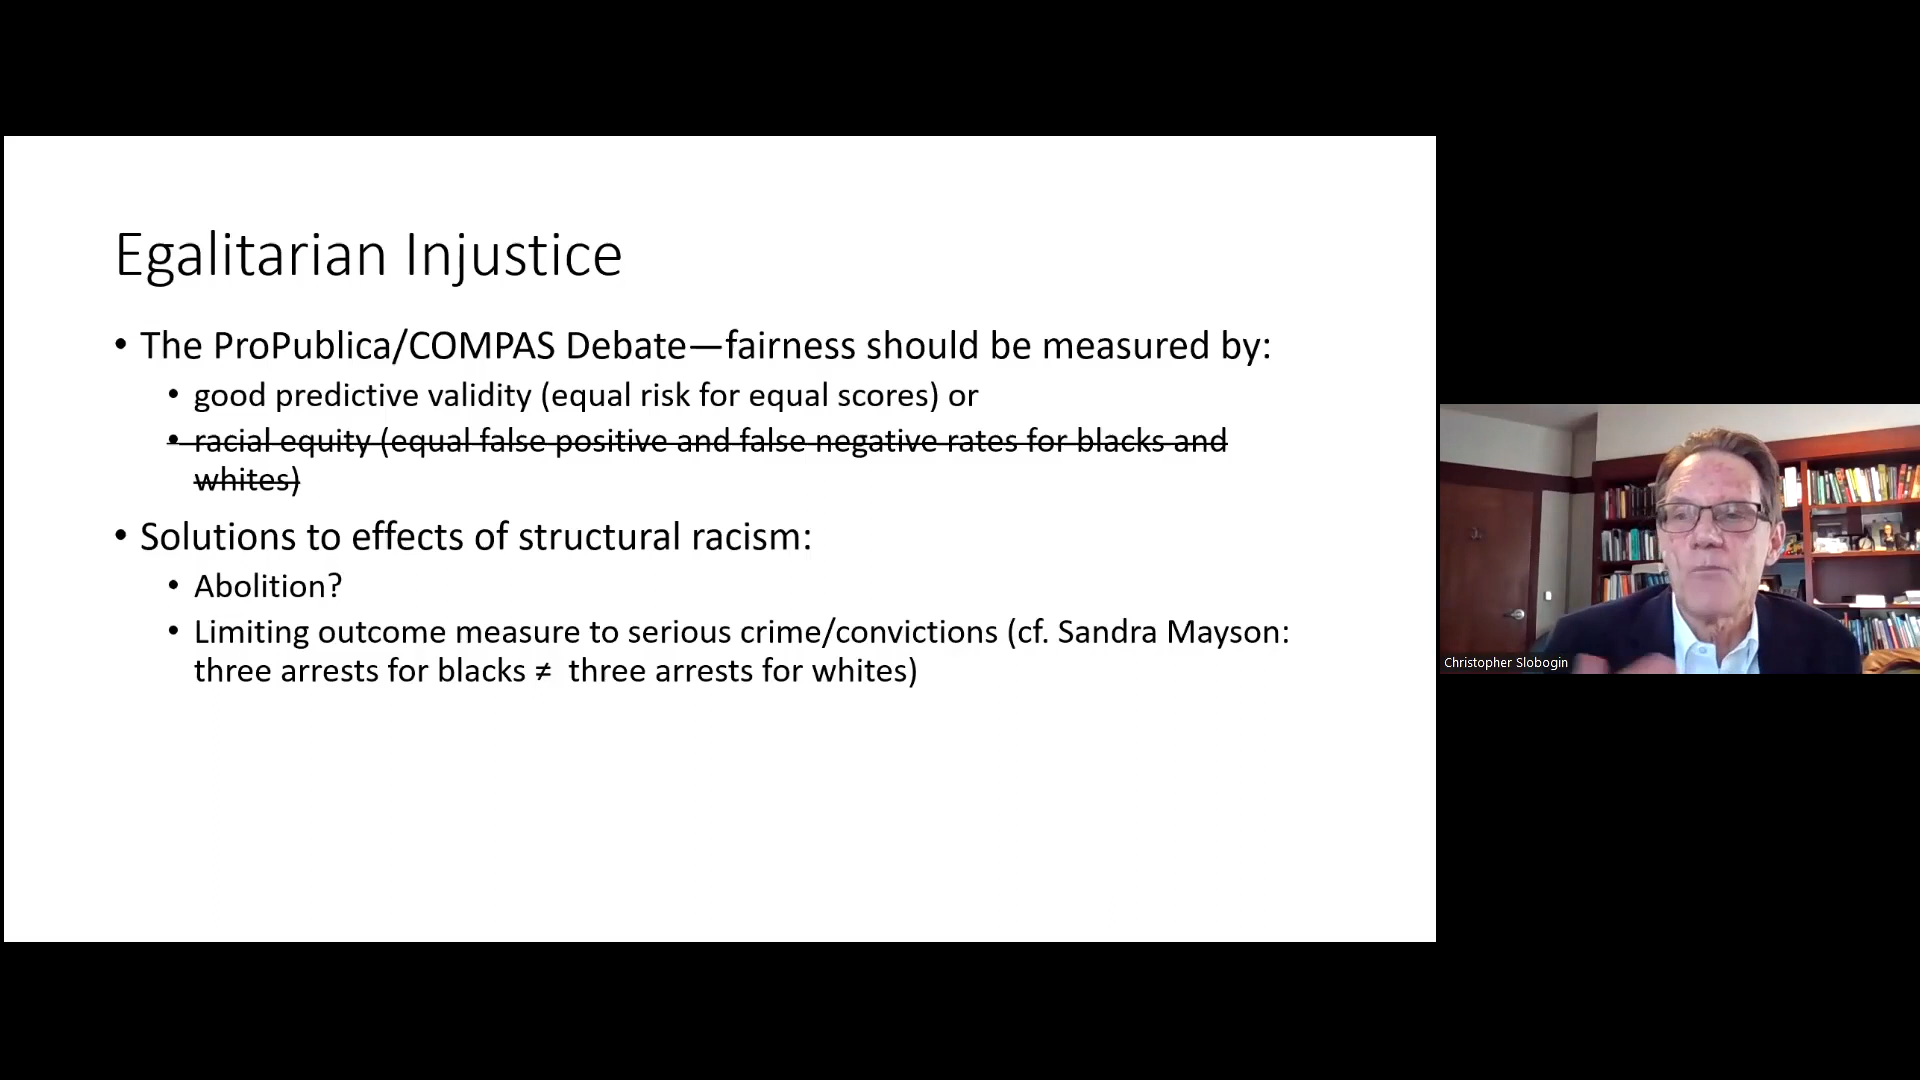 Egalitarian Injustice
• The ProPublica/COMPAS Debate—fairness should be measured by:
• good predictive validity (equal risk for equal scores) or
• racial equity (equal false positive and false negative rates for blacks and
whites)
• Solutions to effects of structural racism:
• Abolition?
• Limiting outcome measure to serious crime/convictions (cf. Sandra Mayson:
three arrests for blacks ≠ three arrests for whites)
Christopher Slobogin